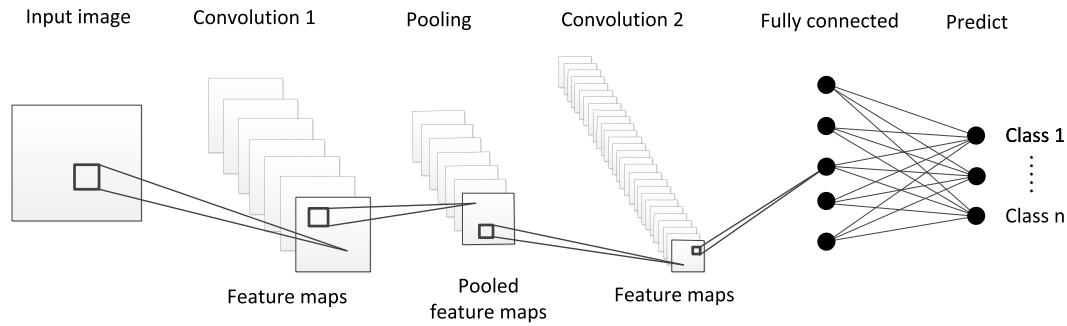 Input image
Convolution 1
Pooling
Convolution 2
Fully connected
Predict
Class 1
Class n
Feature maps
Pooled
feature maps
Feature maps